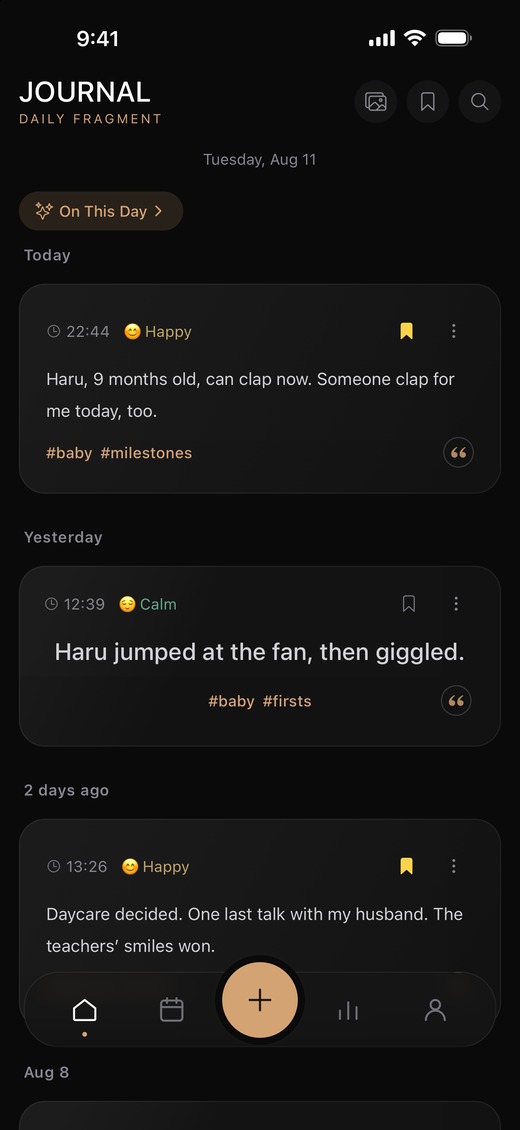 9:41
JOURNAL
DAILY FRAGMENT
Tuesday, Aug 11
On This Day
Today
22:44 Happy
Haru, 9 months old, can clap now. Someone clap for
me today, too.
#baby #milestones
Yesterday
12:39 Calm
Haru jumped at the fan, then giggled.
#baby #firsts
2 days ago
13:26 Happy
Daycare decided. One last talk with my husband. The
teachers’ smiles won.
Aug 8